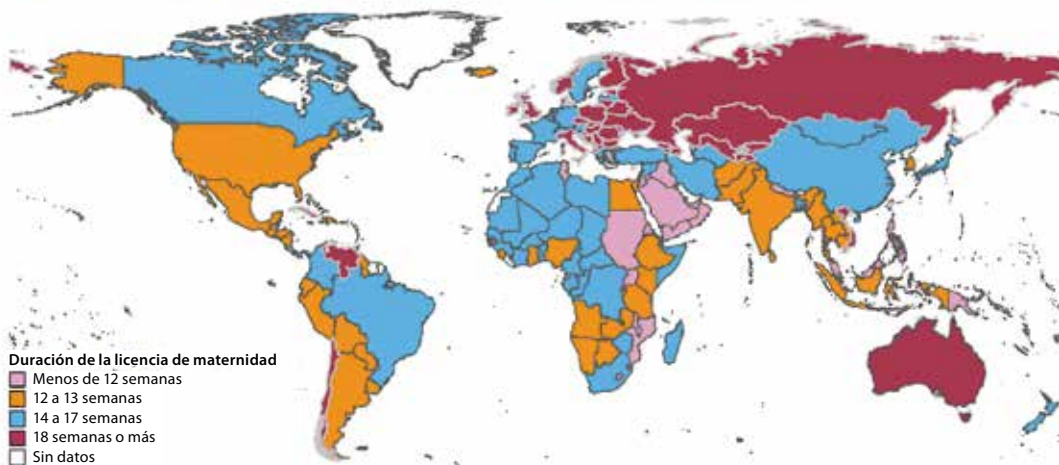 Duración de la licencia de maternidad
Menos de 12 semanas
12 a 13 semanas
14 a 17 semanas
18 semanas o más
Sin datos